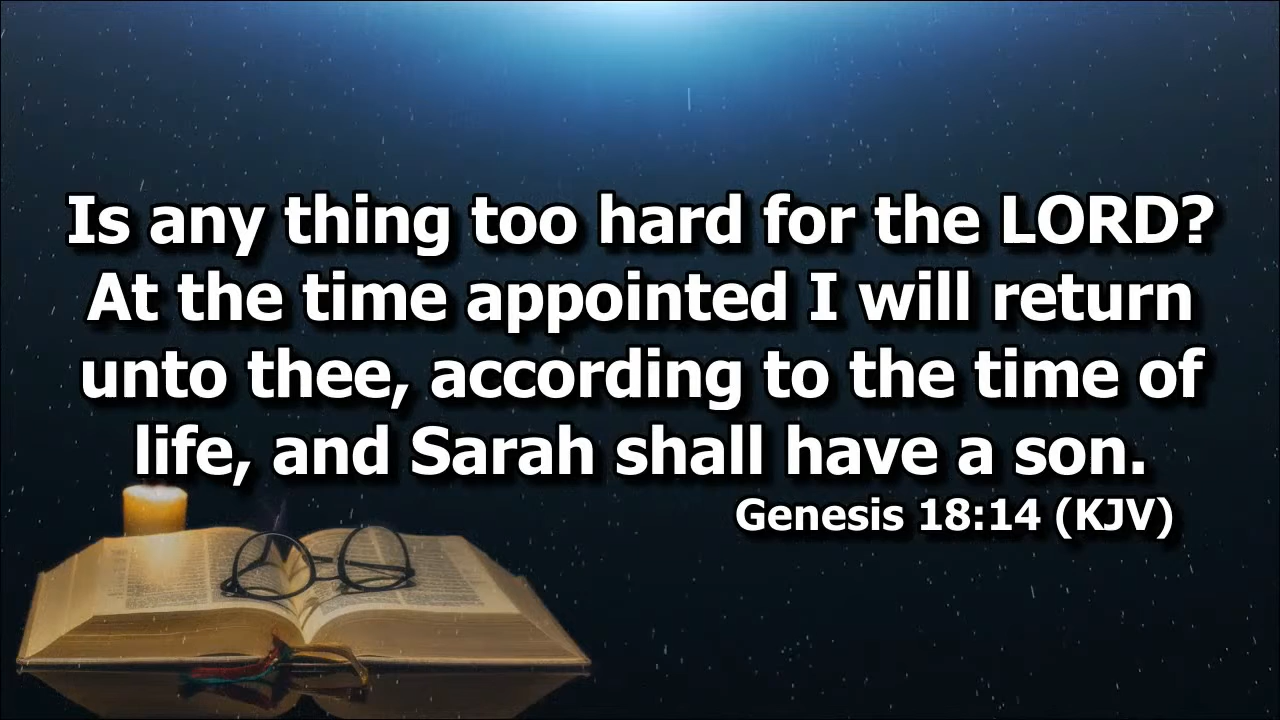 Is any thing too hard for the LORD?
At the time appointed I will return
unto thee, according to the time of
life, and Sarah shall have a son.
Genesis 18:14 (KJV)